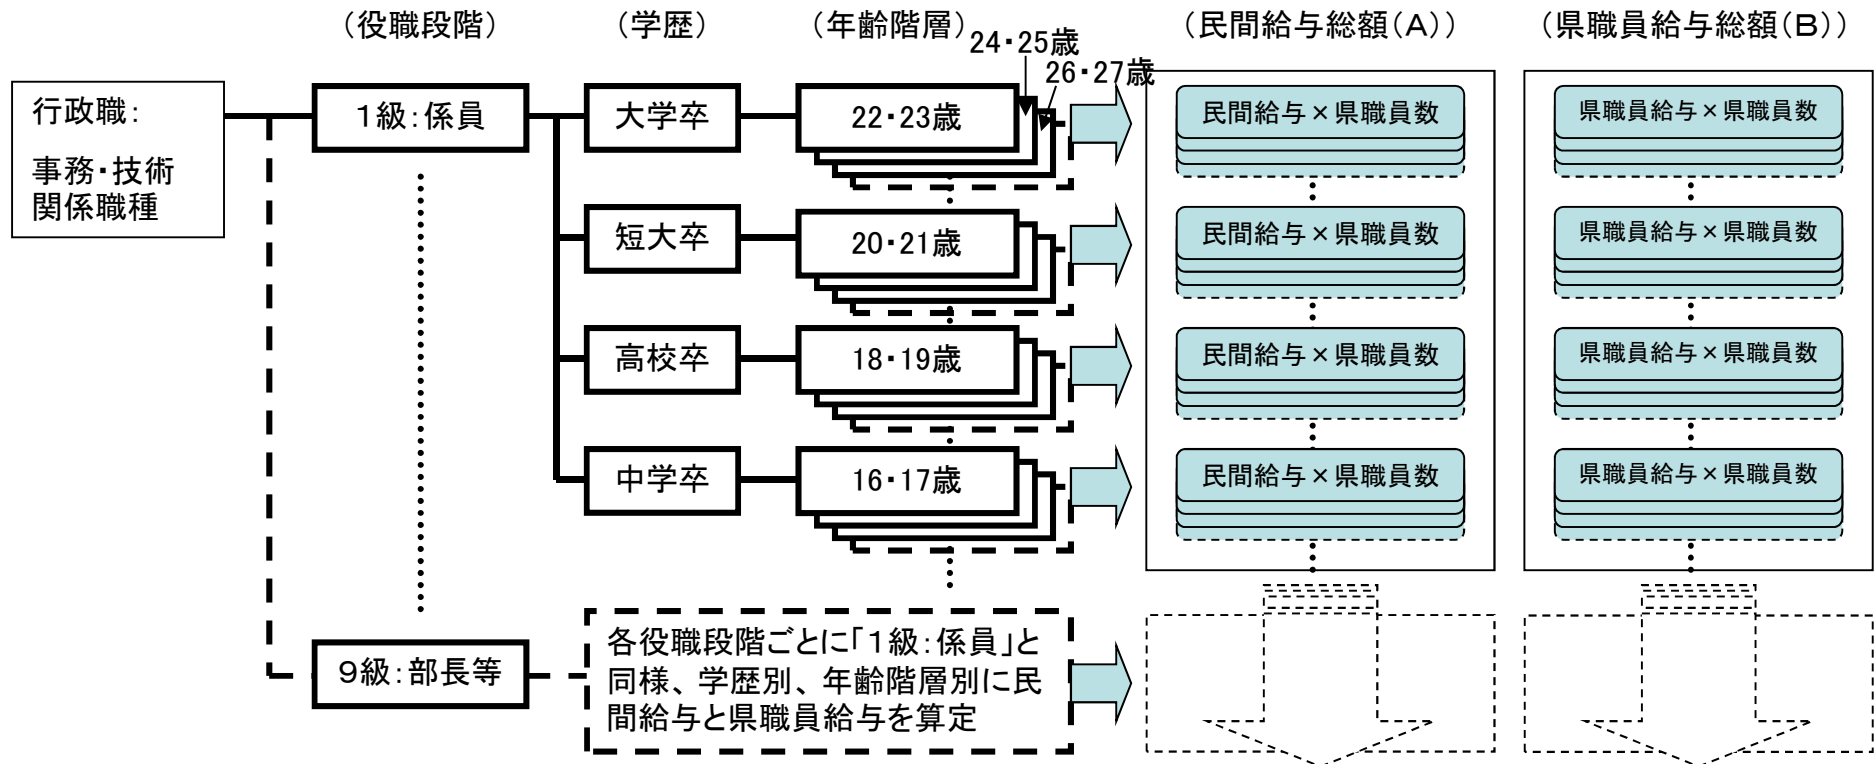 （役職段階）
（学歴）
（年齢階層）
（民間給与総額（A））
（県職員給与総額（B））
24・25歳
26・27歳
行政職：
事務・技術
関係職種
１級：係員
大学卒
22・23歳
民間給与×県職員数
県職員給与×県職員数
短大卒
20・21歳
民間給与×県職員数
県職員給与×県職員数
高校卒
18・19歳
民間給与×県職員数
県職員給与×県職員数
中学卒
16・17歳
民間給与×県職員数
県職員給与×県職員数
９級：部長等
各役職段階ごとに「１級：係員」と
同様、学歴別、年齢階層別に民
間給与と県職員給与を算定